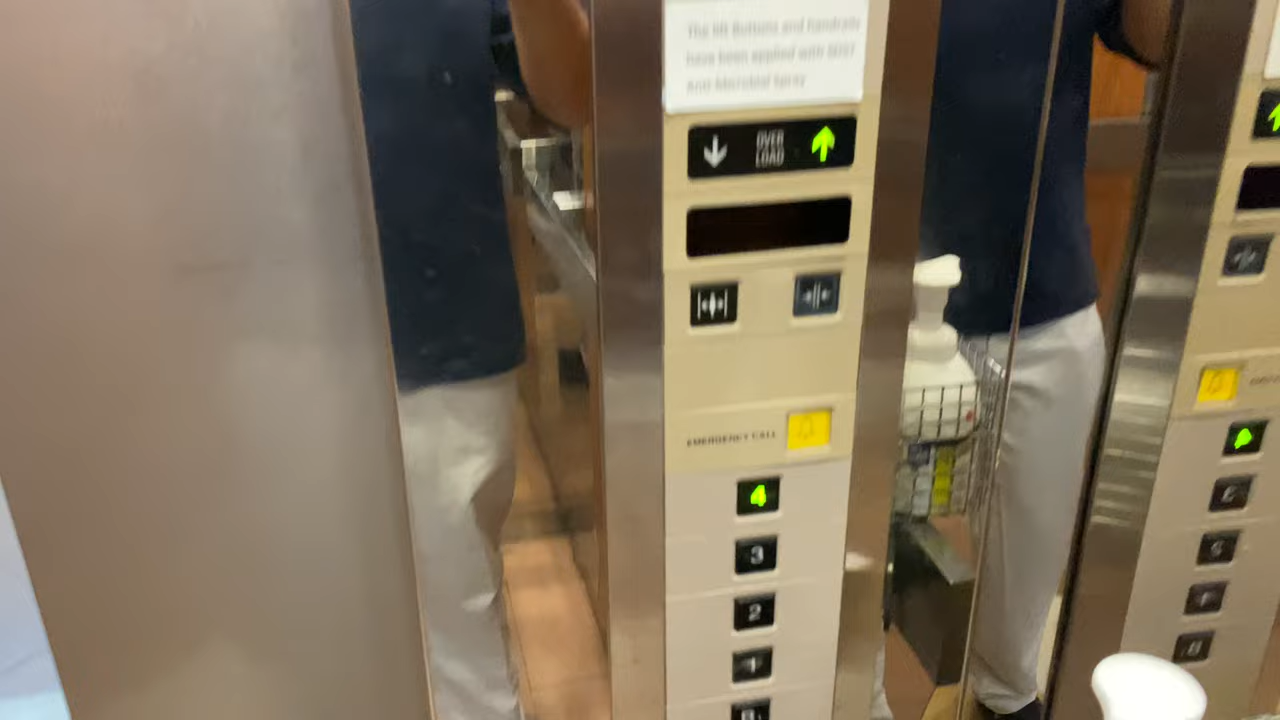 The lift Buttons and handrails
have been applied with
Anti-Microbial Spray
OVER
LOAD
EMERGENCY CALL
4
3
2
1